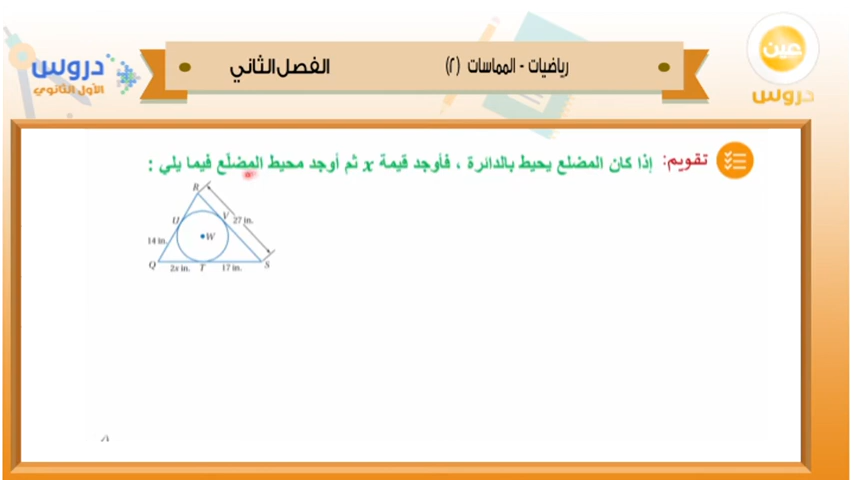 دروس
الأول الثانوي
الفصل الثاني
رياضيات - المماسات (٢)
عين
دروس
تقويم: إذا كان المضلع يحيط بالدائرة ، فأوجد قيمة x ثم أوجد محيط المضلّع فيما يلي :
R
U V 27 in.
14 in. W
Q 2x in. T 17 in. S